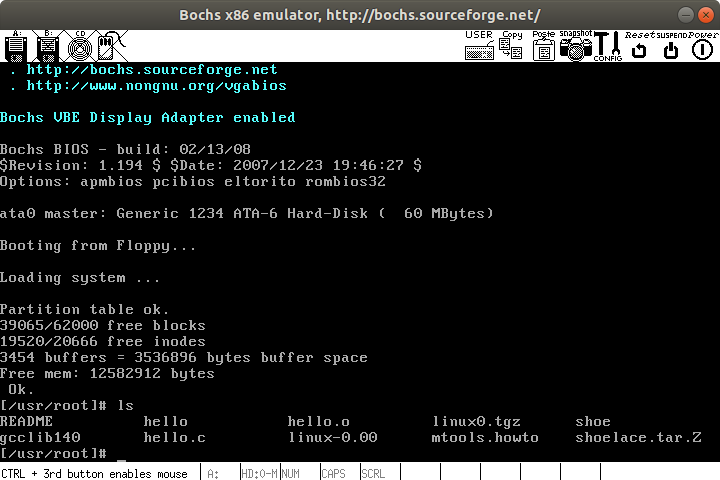 Bochs x86 emulator, http://bochs.sourceforge.net/
A: B: CD USER Copy Paste snapshot CONFIG Reset SUSPEND Power
. http://bochs.sourceforge.net
. http://www.nongnu.org/vgabios
Bochs VBE Display Adapter enabled
Bochs BIOS - build: 02/13/08
$Revision: 1.194 $ $Date: 2007/12/23 19:46:27 $
Options: apmbios pcibios eltorito rombios32
ata0 master: Generic 1234 ATA-6 Hard-Disk (  60 MBytes)
Booting from Floppy...
Loading system ...
Partition table ok.
39065/62000 free blocks
19520/20666 free inodes
3454 buffers = 3536896 bytes buffer space
Free mem: 12582912 bytes
Ok.
[/usr/root]# ls
README hello hello.o linux0.tgz shoe
gcclib140 hello.c linux-0.00 mtools.howto shoelace.tar.Z
[/usr/root]# _
CTRL + 3rd button enables mouse A: HD:0-M NUM CAPS SCRL